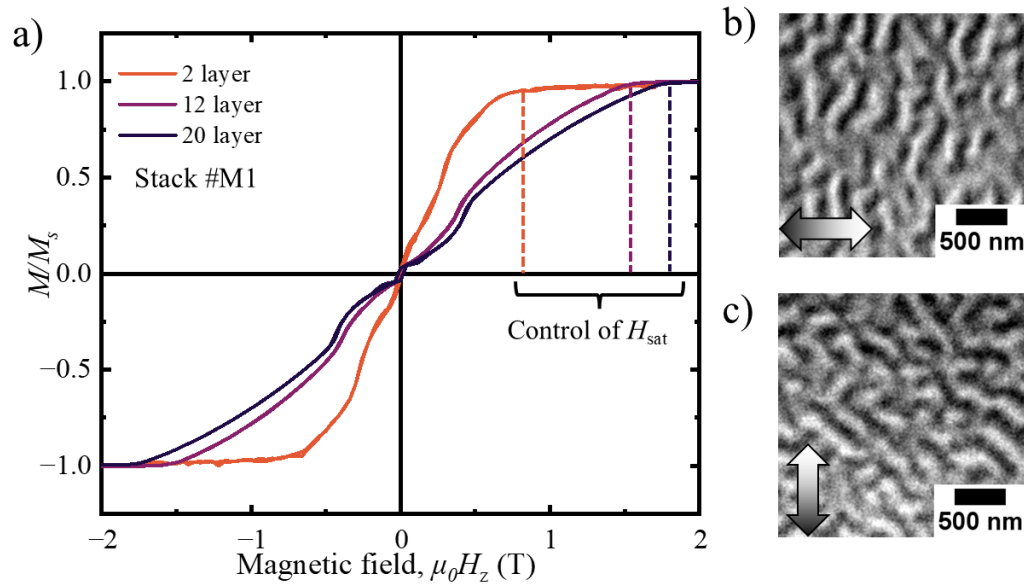 a)
1.0
0.5
0.0
−0.5
−1.0
M/Mₛ
2 layer
12 layer
20 layer
Stack #M1
Control of Hsat
−2
−1
0
1
2
Magnetic field, μ₀Hz (T)
b)
500 nm
c)
500 nm